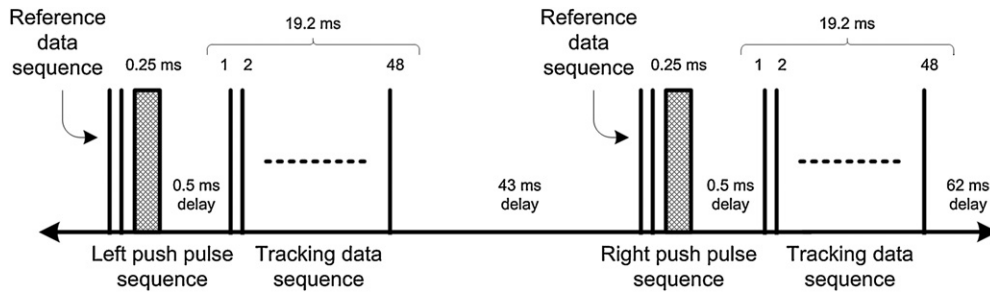 Reference
data
sequence
0.25 ms
19.2 ms
1 2 48
0.5 ms
delay
Left push pulse
sequence
Tracking data
sequence
43 ms
delay
Reference
data
sequence
0.25 ms
19.2 ms
1 2 48
0.5 ms
delay
62 ms
delay
Right push pulse
sequence
Tracking data
sequence